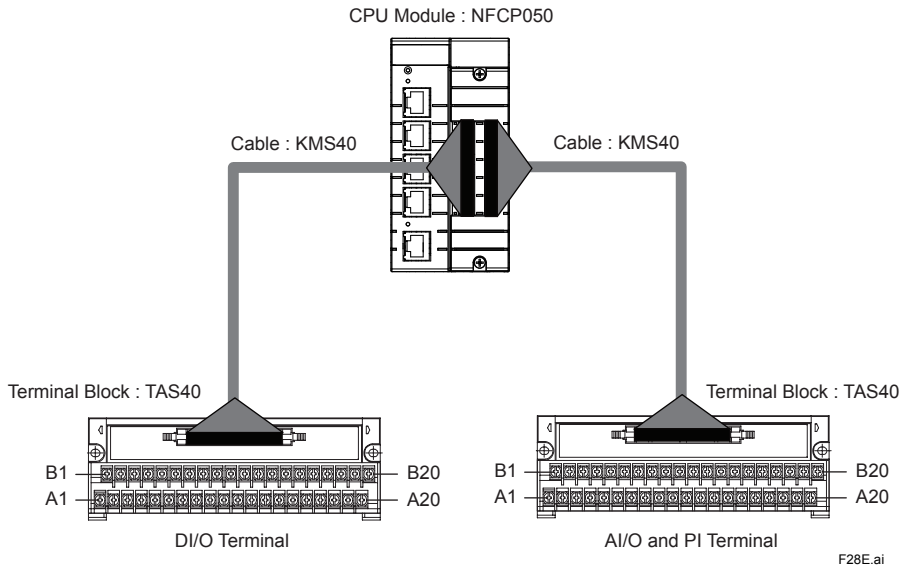 CPU Module : NFCP050
Cable : KMS40
Cable : KMS40
Terminal Block : TAS40
Terminal Block : TAS40
B1
B20
A1
A20
B1
B20
A1
A20
DI/O Terminal
AI/O and PI Terminal
F28E.ai